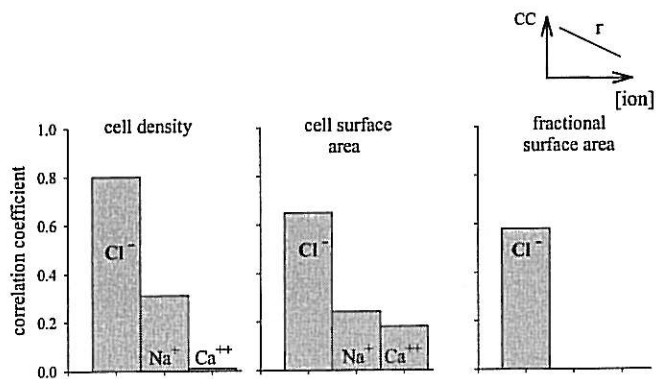 CC
r
[ion]
cell density
cell surface
area
fractional
surface area
correlation coefficient
1.0
0.8
0.6
0.4
0.2
0.0
Cl⁻
Na⁺
Ca⁺⁺
Cl⁻
Na⁺
Ca⁺⁺
Cl⁻